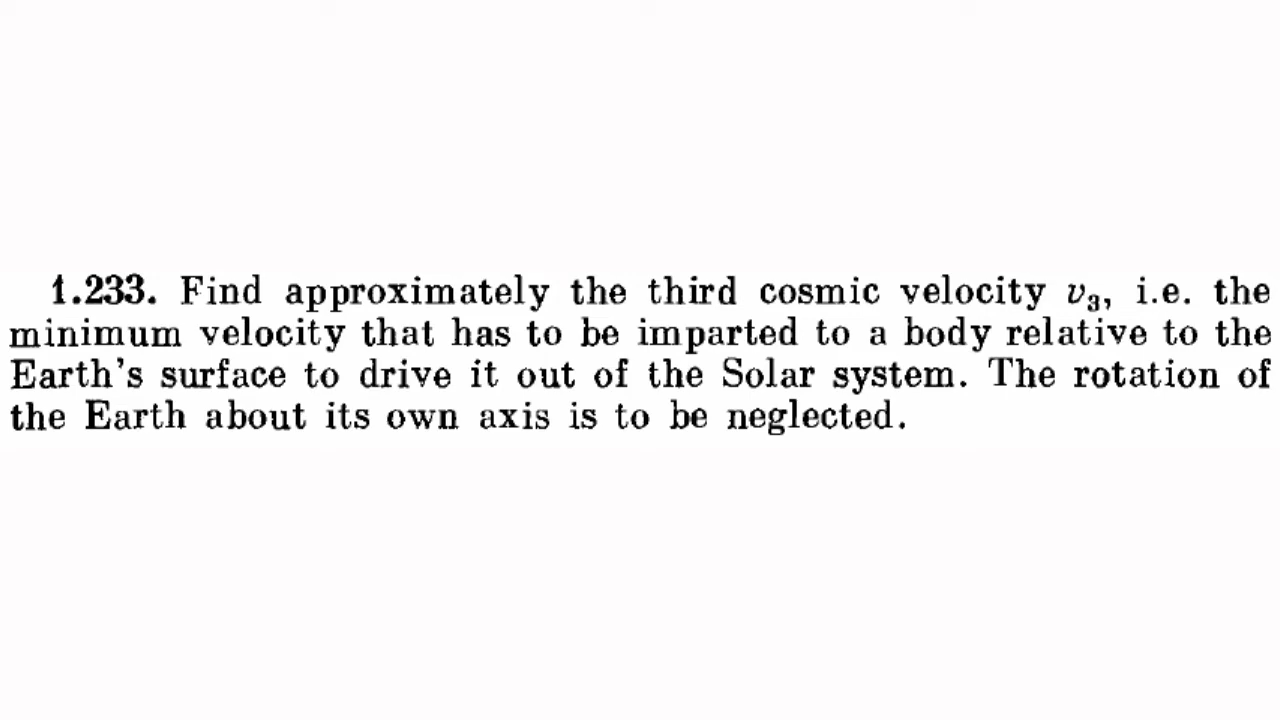 1.233. Find approximately the third cosmic velocity v₃, i.e. the
minimum velocity that has to be imparted to a body relative to the
Earth's surface to drive it out of the Solar system. The rotation of
the Earth about its own axis is to be neglected.